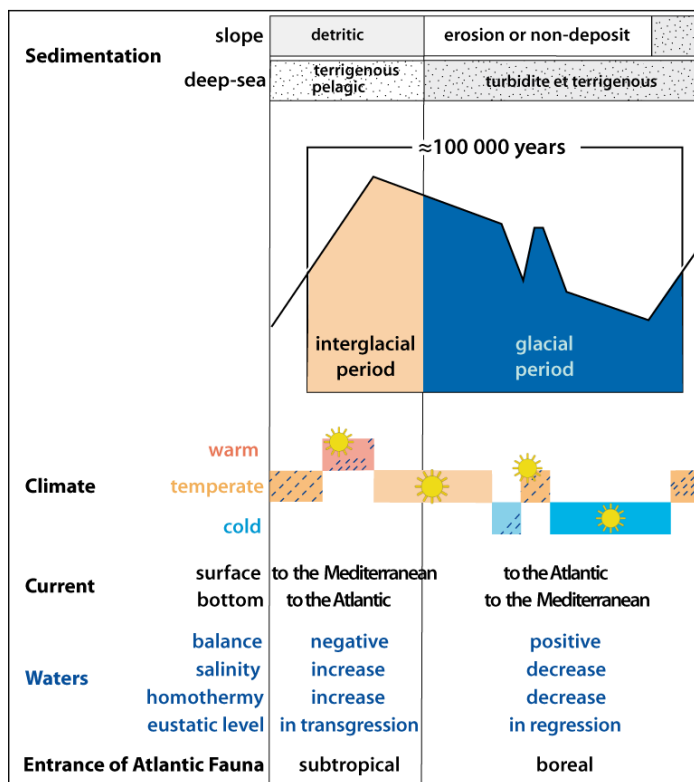 Sedimentation
slope detritic erosion or non-deposit
deep-sea terrigenous pelagic turbidite et terrigenous
≈100 000 years
interglacial period
glacial period
warm
Climate temperate
cold
Current
surface to the Mediterranean to the Atlantic
bottom to the Atlantic to the Mediterranean
Waters
balance negative positive
salinity increase decrease
homothermy increase decrease
eustatic level in transgression in regression
Entrance of Atlantic Fauna subtropical boreal